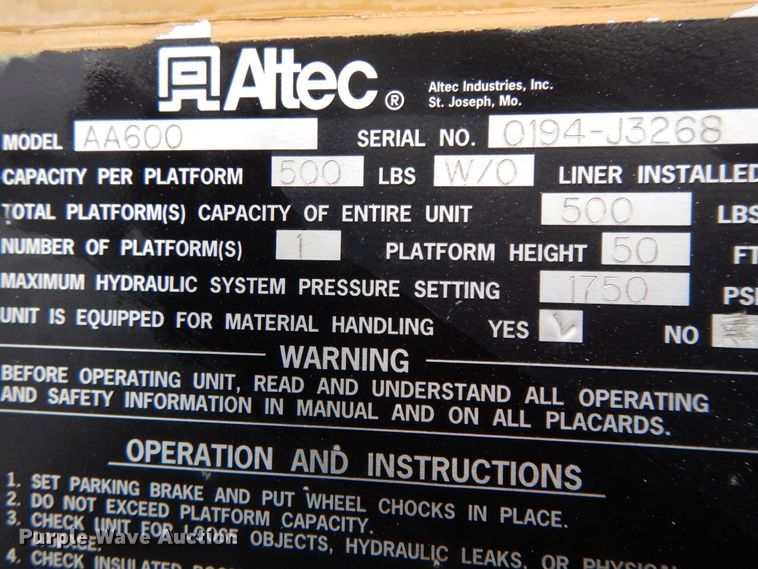 Altec ®
Altec Industries, Inc.
St. Joseph, Mo.
MODEL AA600 SERIAL NO. 0194-J3268
CAPACITY PER PLATFORM 500 LBS W/O LINER INSTALLED
TOTAL PLATFORM(S) CAPACITY OF ENTIRE UNIT 500 LBS
NUMBER OF PLATFORM(S) 1 PLATFORM HEIGHT 50 FT
MAXIMUM HYDRAULIC SYSTEM PRESSURE SETTING 1750 PSI
UNIT IS EQUIPPED FOR MATERIAL HANDLING YES ✓ NO
WARNING
BEFORE OPERATING UNIT, READ AND UNDERSTAND ALL OPERATING
AND SAFETY INFORMATION IN MANUAL AND ON ALL PLACARDS.
OPERATION AND INSTRUCTIONS
1. SET PARKING BRAKE AND PUT WHEEL CHOCKS IN PLACE.
2. DO NOT EXCEED PLATFORM CAPACITY.
3. CHECK UNIT FOR LOOSE OBJECTS, HYDRAULIC LEAKS, OR PHYSICAL
4. CHECK INSULATED
Purple Wave Auction